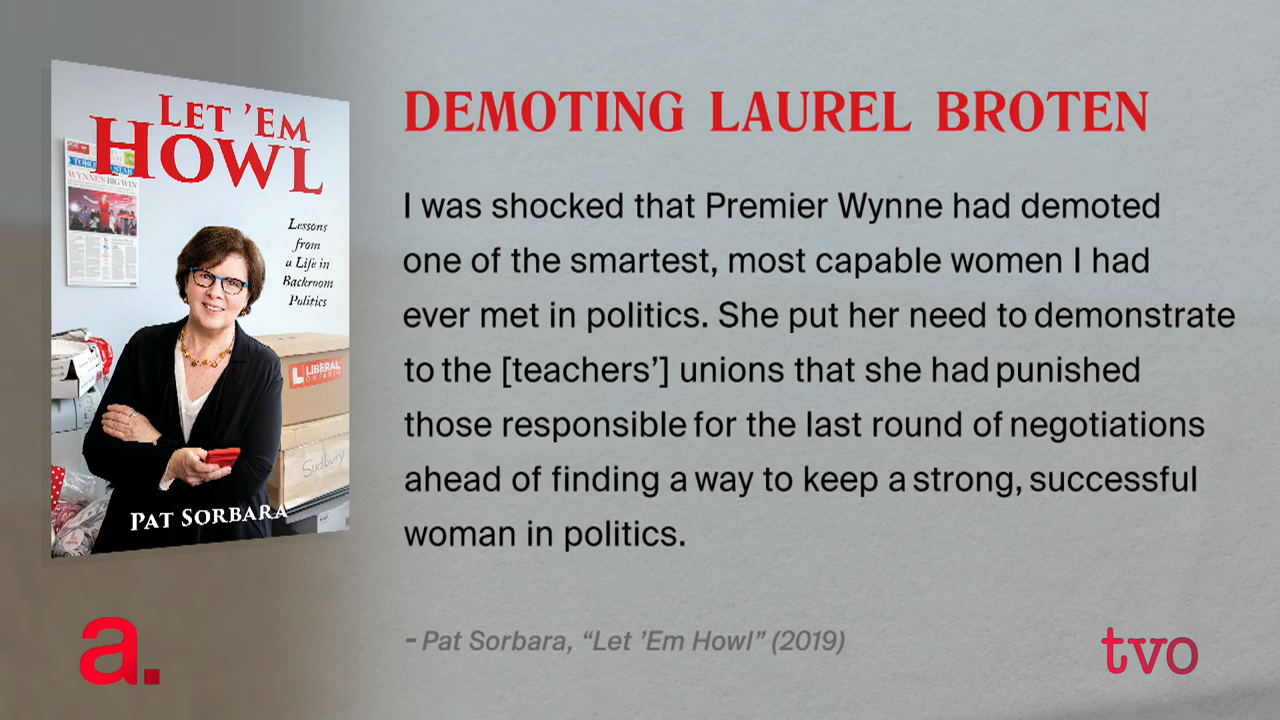 LET 'EM
HOWL
TORO STAR
WYNNE'S BIG WIN
Lessons
from
a Life in
Backroom
Politics
LIBERAL
ONTARIO
Sudbury
PAT SORBARA
DEMOTING LAUREL BROTEN
I was shocked that Premier Wynne had demoted
one of the smartest, most capable women I had
ever met in politics. She put her need to demonstrate
to the [teachers’] unions that she had punished
those responsible for the last round of negotiations
ahead of finding a way to keep a strong, successful
woman in politics.
– Pat Sorbara, “Let ’Em Howl” (2019)
a.
tvo